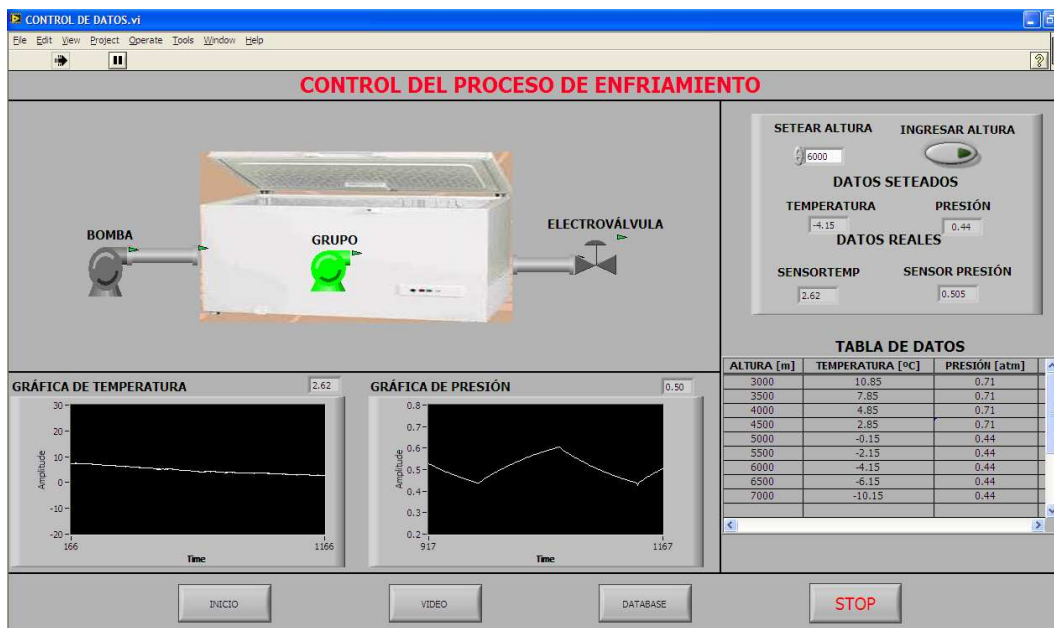 CONTROL DE DATOS.vi
File Edit View Project Operate Tools Window Help
?
CONTROL DEL PROCESO DE ENFRIAMIENTO
BOMBA
GRUPO
ELECTROVÁLVULA
SETEAR ALTURA INGRESAR ALTURA
6000
DATOS SETEADOS
TEMPERATURA PRESIÓN
-4.15 0.44
DATOS REALES
SENSORTEMP SENSOR PRESIÓN
2.62 0.505
GRÁFICA DE TEMPERATURA 2.62
Amplitude
30
20
10
0
-10
-20
166 1166
Time
GRÁFICA DE PRESIÓN 0.50
Amplitude
0.8
0.7
0.6
0.5
0.4
0.3
0.2
917 1167
Time
TABLA DE DATOS
ALTURA [m] TEMPERATURA [ºC] PRESIÓN [atm]
3000 10.85 0.71
3500 7.85 0.71
4000 4.85 0.71
4500 2.85 0.71
5000 -0.15 0.44
5500 -2.15 0.44
6000 -4.15 0.44
6500 -6.15 0.44
7000 -10.15 0.44
INICIO VIDEO DATABASE STOP